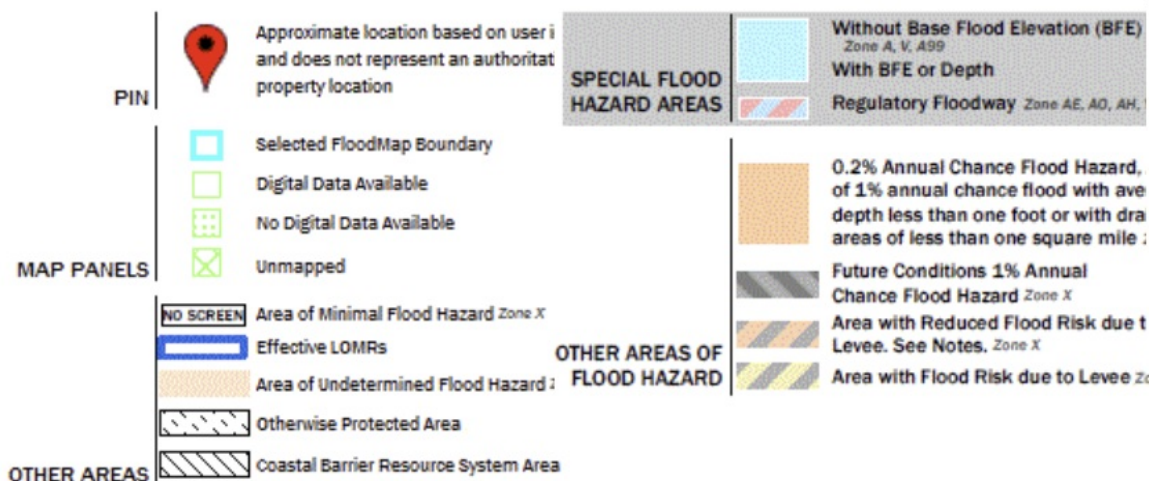 PIN
Approximate location based on user
and does not represent an
property location
MAP PANELS
Selected FloodMap Boundary
Digital Data Available
No Digital Data Available
Unmapped
OTHER AREAS
NO SCREEN Area of Minimal Flood Hazard Zone X
Effective LOMRs
Area of Undetermined Flood Hazard
Otherwise Protected Area
Coastal Barrier Resource System Area
SPECIAL FLOOD
HAZARD AREAS
Without Base Flood Elevation (BFE)
Zone A, V, A99
With BFE or Depth
Regulatory Floodway Zone AE, AO, AH,
OTHER AREAS OF
FLOOD HAZARD
0.2% Annual Chance Flood Hazard,
of 1% annual chance flood with
depth less than one foot or with
areas of less than one square mile
Future Conditions 1% Annual
Chance Flood Hazard Zone X
Area with Reduced Flood Risk due
Levee. See Notes. Zone X
Area with Flood Risk due to Levee